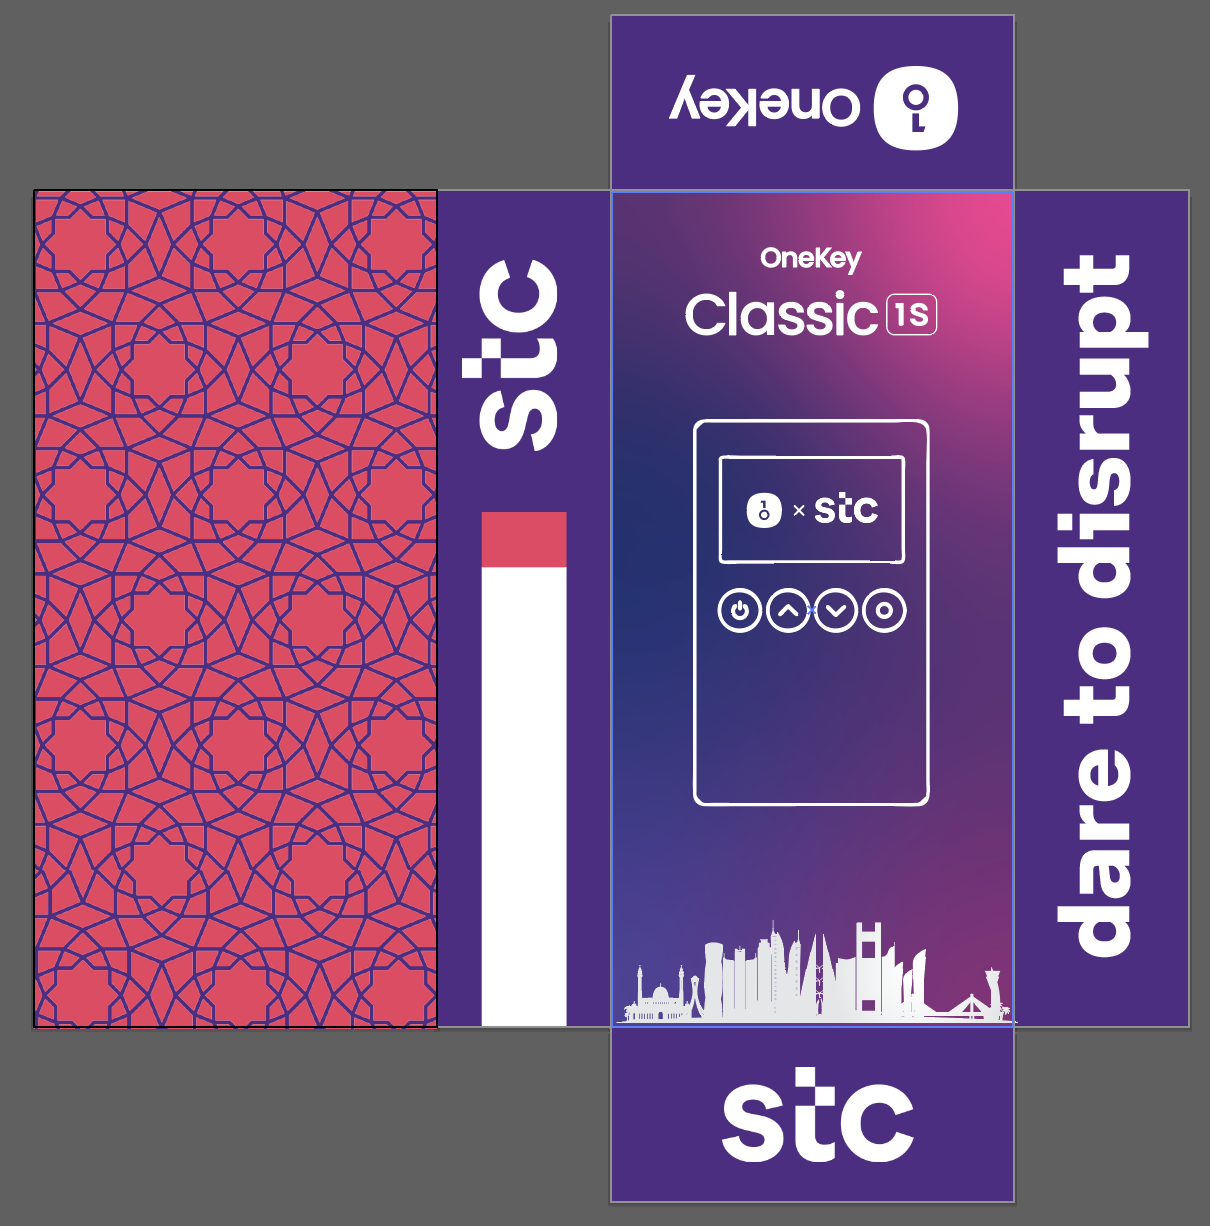 OneKey
stc
OneKey
Classic 1S
× stc
dare to disrupt
stc